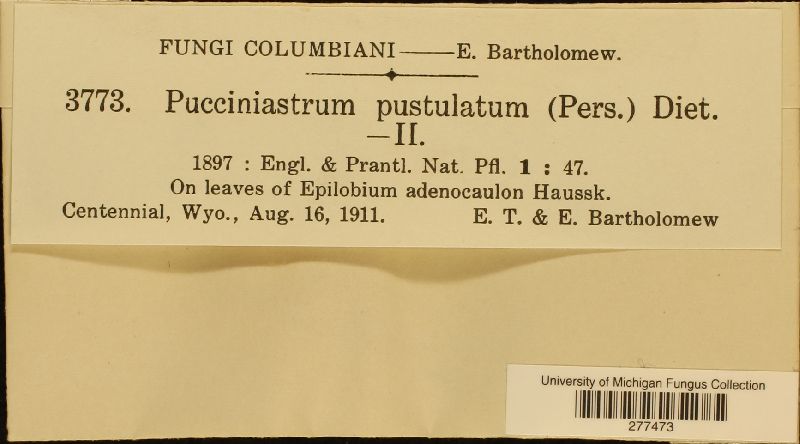 FUNGI COLUMBIANI——E. Bartholomew.
3773. Pucciniastrum pustulatum (Pers.) Diet.
—II.
1897 : Engl. & Prantl. Nat. Pfl. 1 : 47.
On leaves of Epilobium adenocaulon Haussk.
Centennial, Wyo., Aug. 16, 1911. E. T. & E. Bartholomew
University of Michigan Fungus Collection
277473